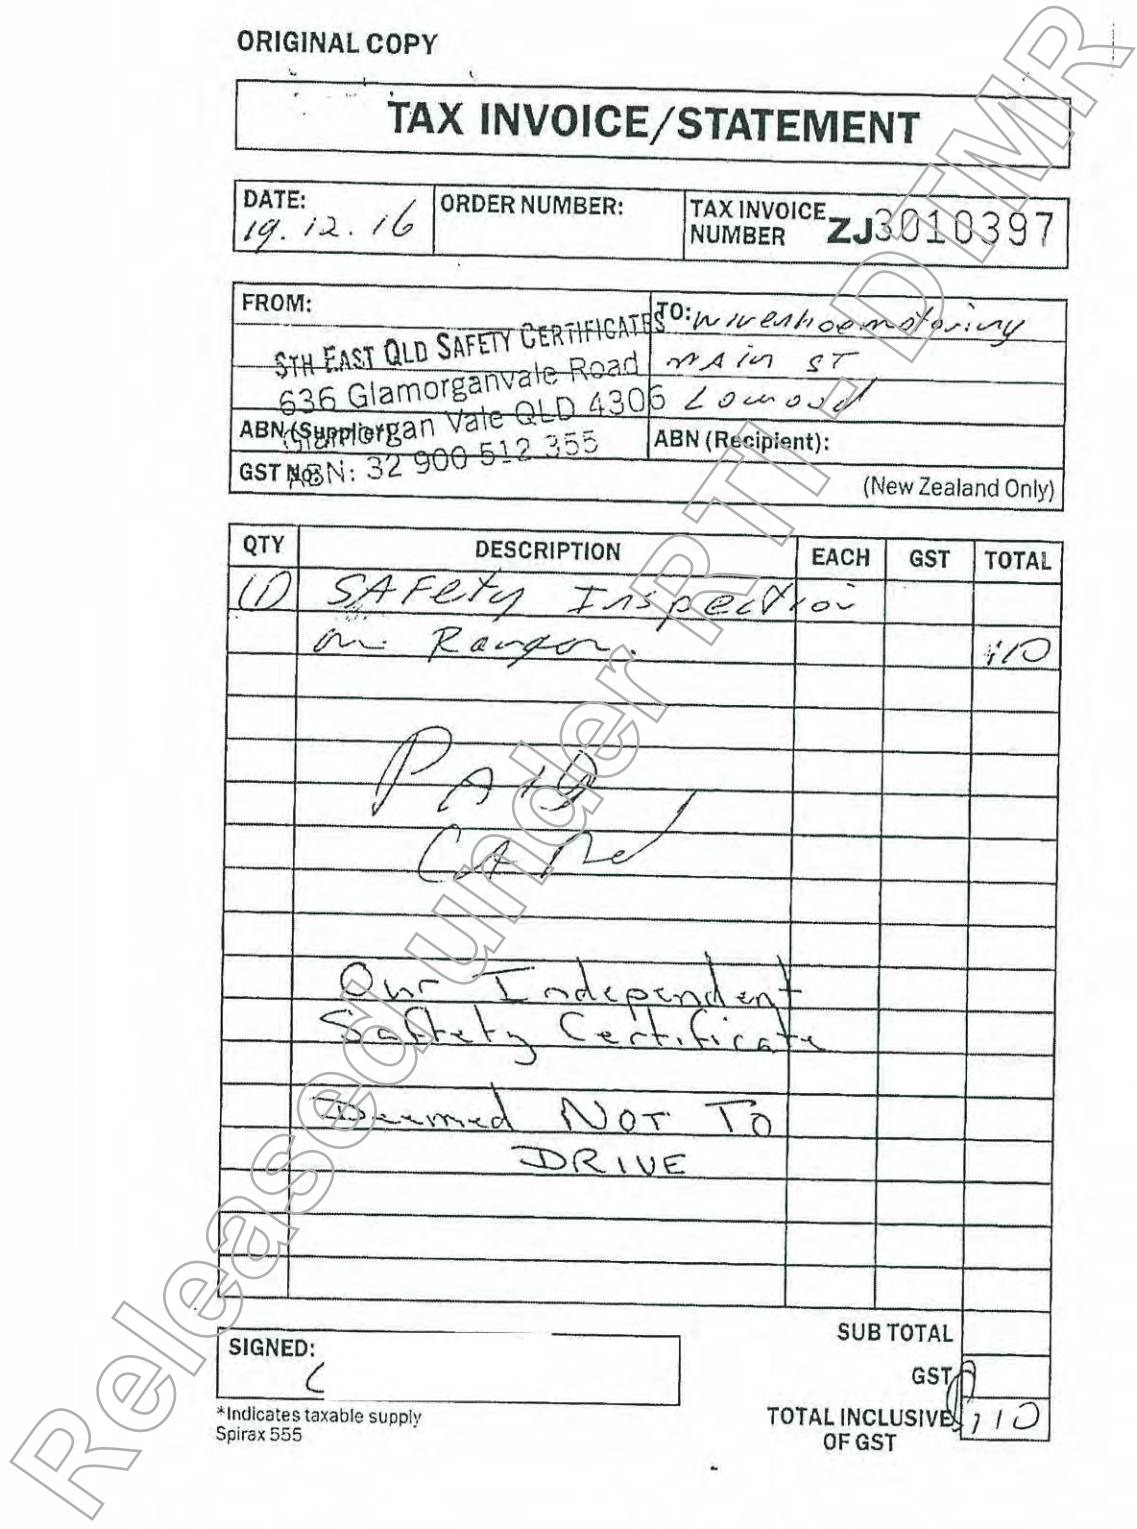 ORIGINAL COPY
TAX INVOICE/STATEMENT
DATE:
19.12.16
ORDER NUMBER:
TAX INVOICE
NUMBER ZJ3010397
FROM:
STH EAST QLD SAFETY CERTIFICATES
636 Glamorganvale Road
Glamorgan Vale QLD 4306
ABN: 32 900 512 355
ABN (Supplier):
GST No:
TO: Wivenhoe motoring
MAin ST
Lowood
ABN (Recipient):
(New Zealand Only)
QTY DESCRIPTION EACH GST TOTAL
(1) SAFety Inspection
on Ranger. 110
PAID
CARd
Our Independent
Saftety Certificate
Deemed NOT To
DRIVE
SUB TOTAL
GST
TOTAL INCLUSIVE 110
OF GST
SIGNED:
*Indicates taxable supply
Spirax 555
Released under RTI - DTMR